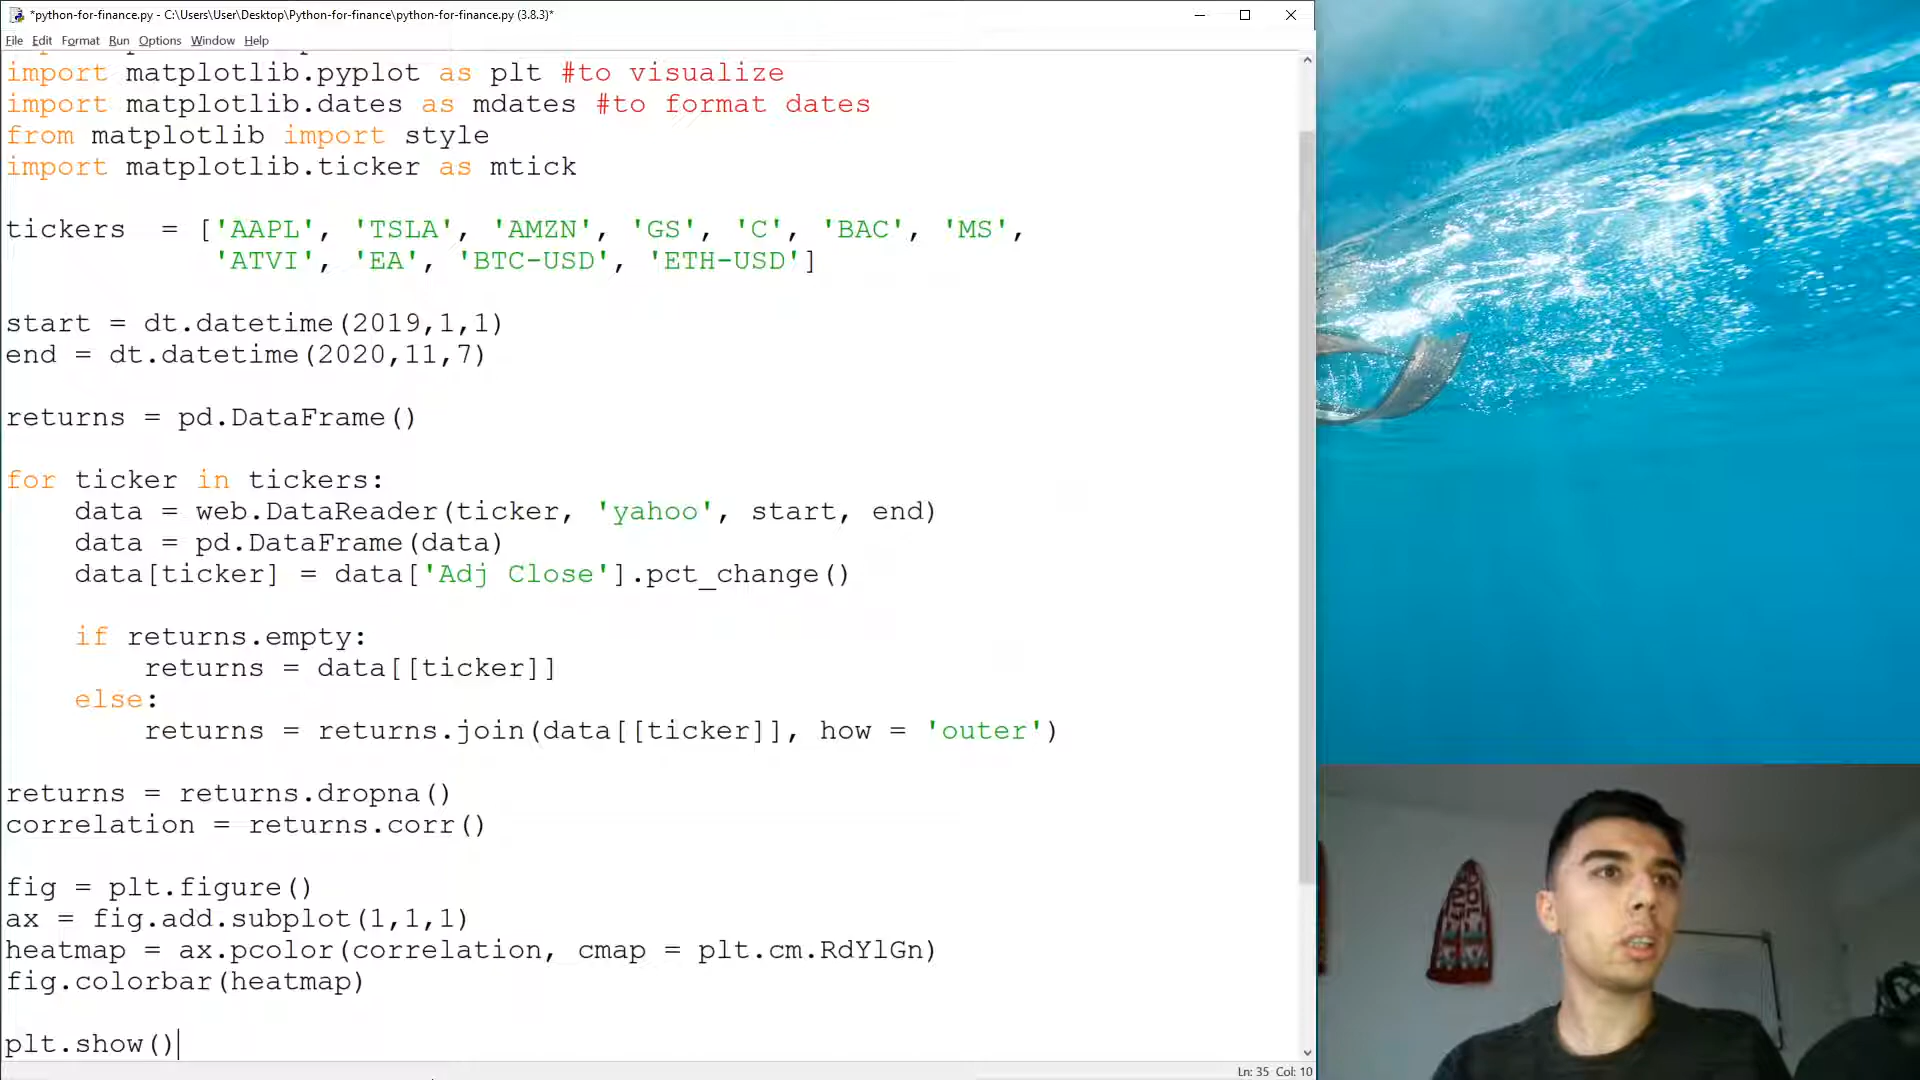 *python-for-finance.py - C:\Users\User\Desktop\Python-for-finance\python-for-finance.py (3.8.3)*
File Edit Format Run Options Window Help
import matplotlib.pyplot as plt #to visualize
import matplotlib.dates as mdates #to format dates
from matplotlib import style
import matplotlib.ticker as mtick
tickers  = ['AAPL', 'TSLA', 'AMZN', 'GS', 'C', 'BAC', 'MS',
'ATVI', 'EA', 'BTC-USD', 'ETH-USD']
start = dt.datetime(2019,1,1)
end = dt.datetime(2020,11,7)
returns = pd.DataFrame()
for ticker in tickers:
data = web.DataReader(ticker, 'yahoo', start, end)
data = pd.DataFrame(data)
data[ticker] = data['Adj Close'].pct_change()
if returns.empty:
returns = data[[ticker]]
else:
returns = returns.join(data[[ticker]], how = 'outer')
returns = returns.dropna()
correlation = returns.corr()
fig = plt.figure()
ax = fig.add.subplot(1,1,1)
heatmap = ax.pcolor(correlation, cmap = plt.cm.RdYlGn)
fig.colorbar(heatmap)
plt.show()
Ln: 35 Col: 10